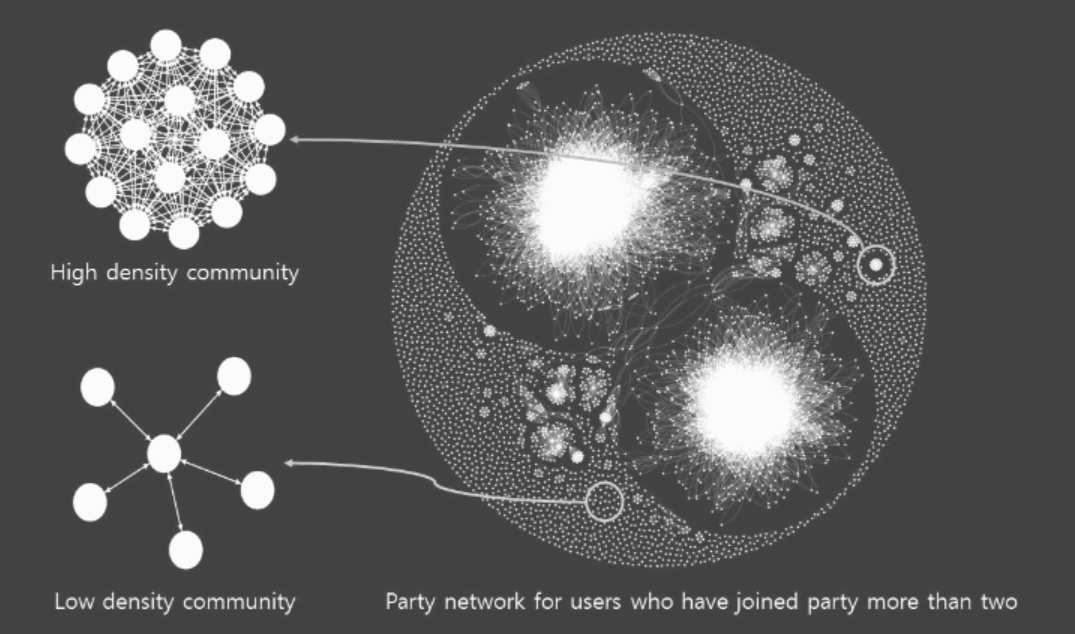 High density community
Low density community
Party network for users who have joined party more than two